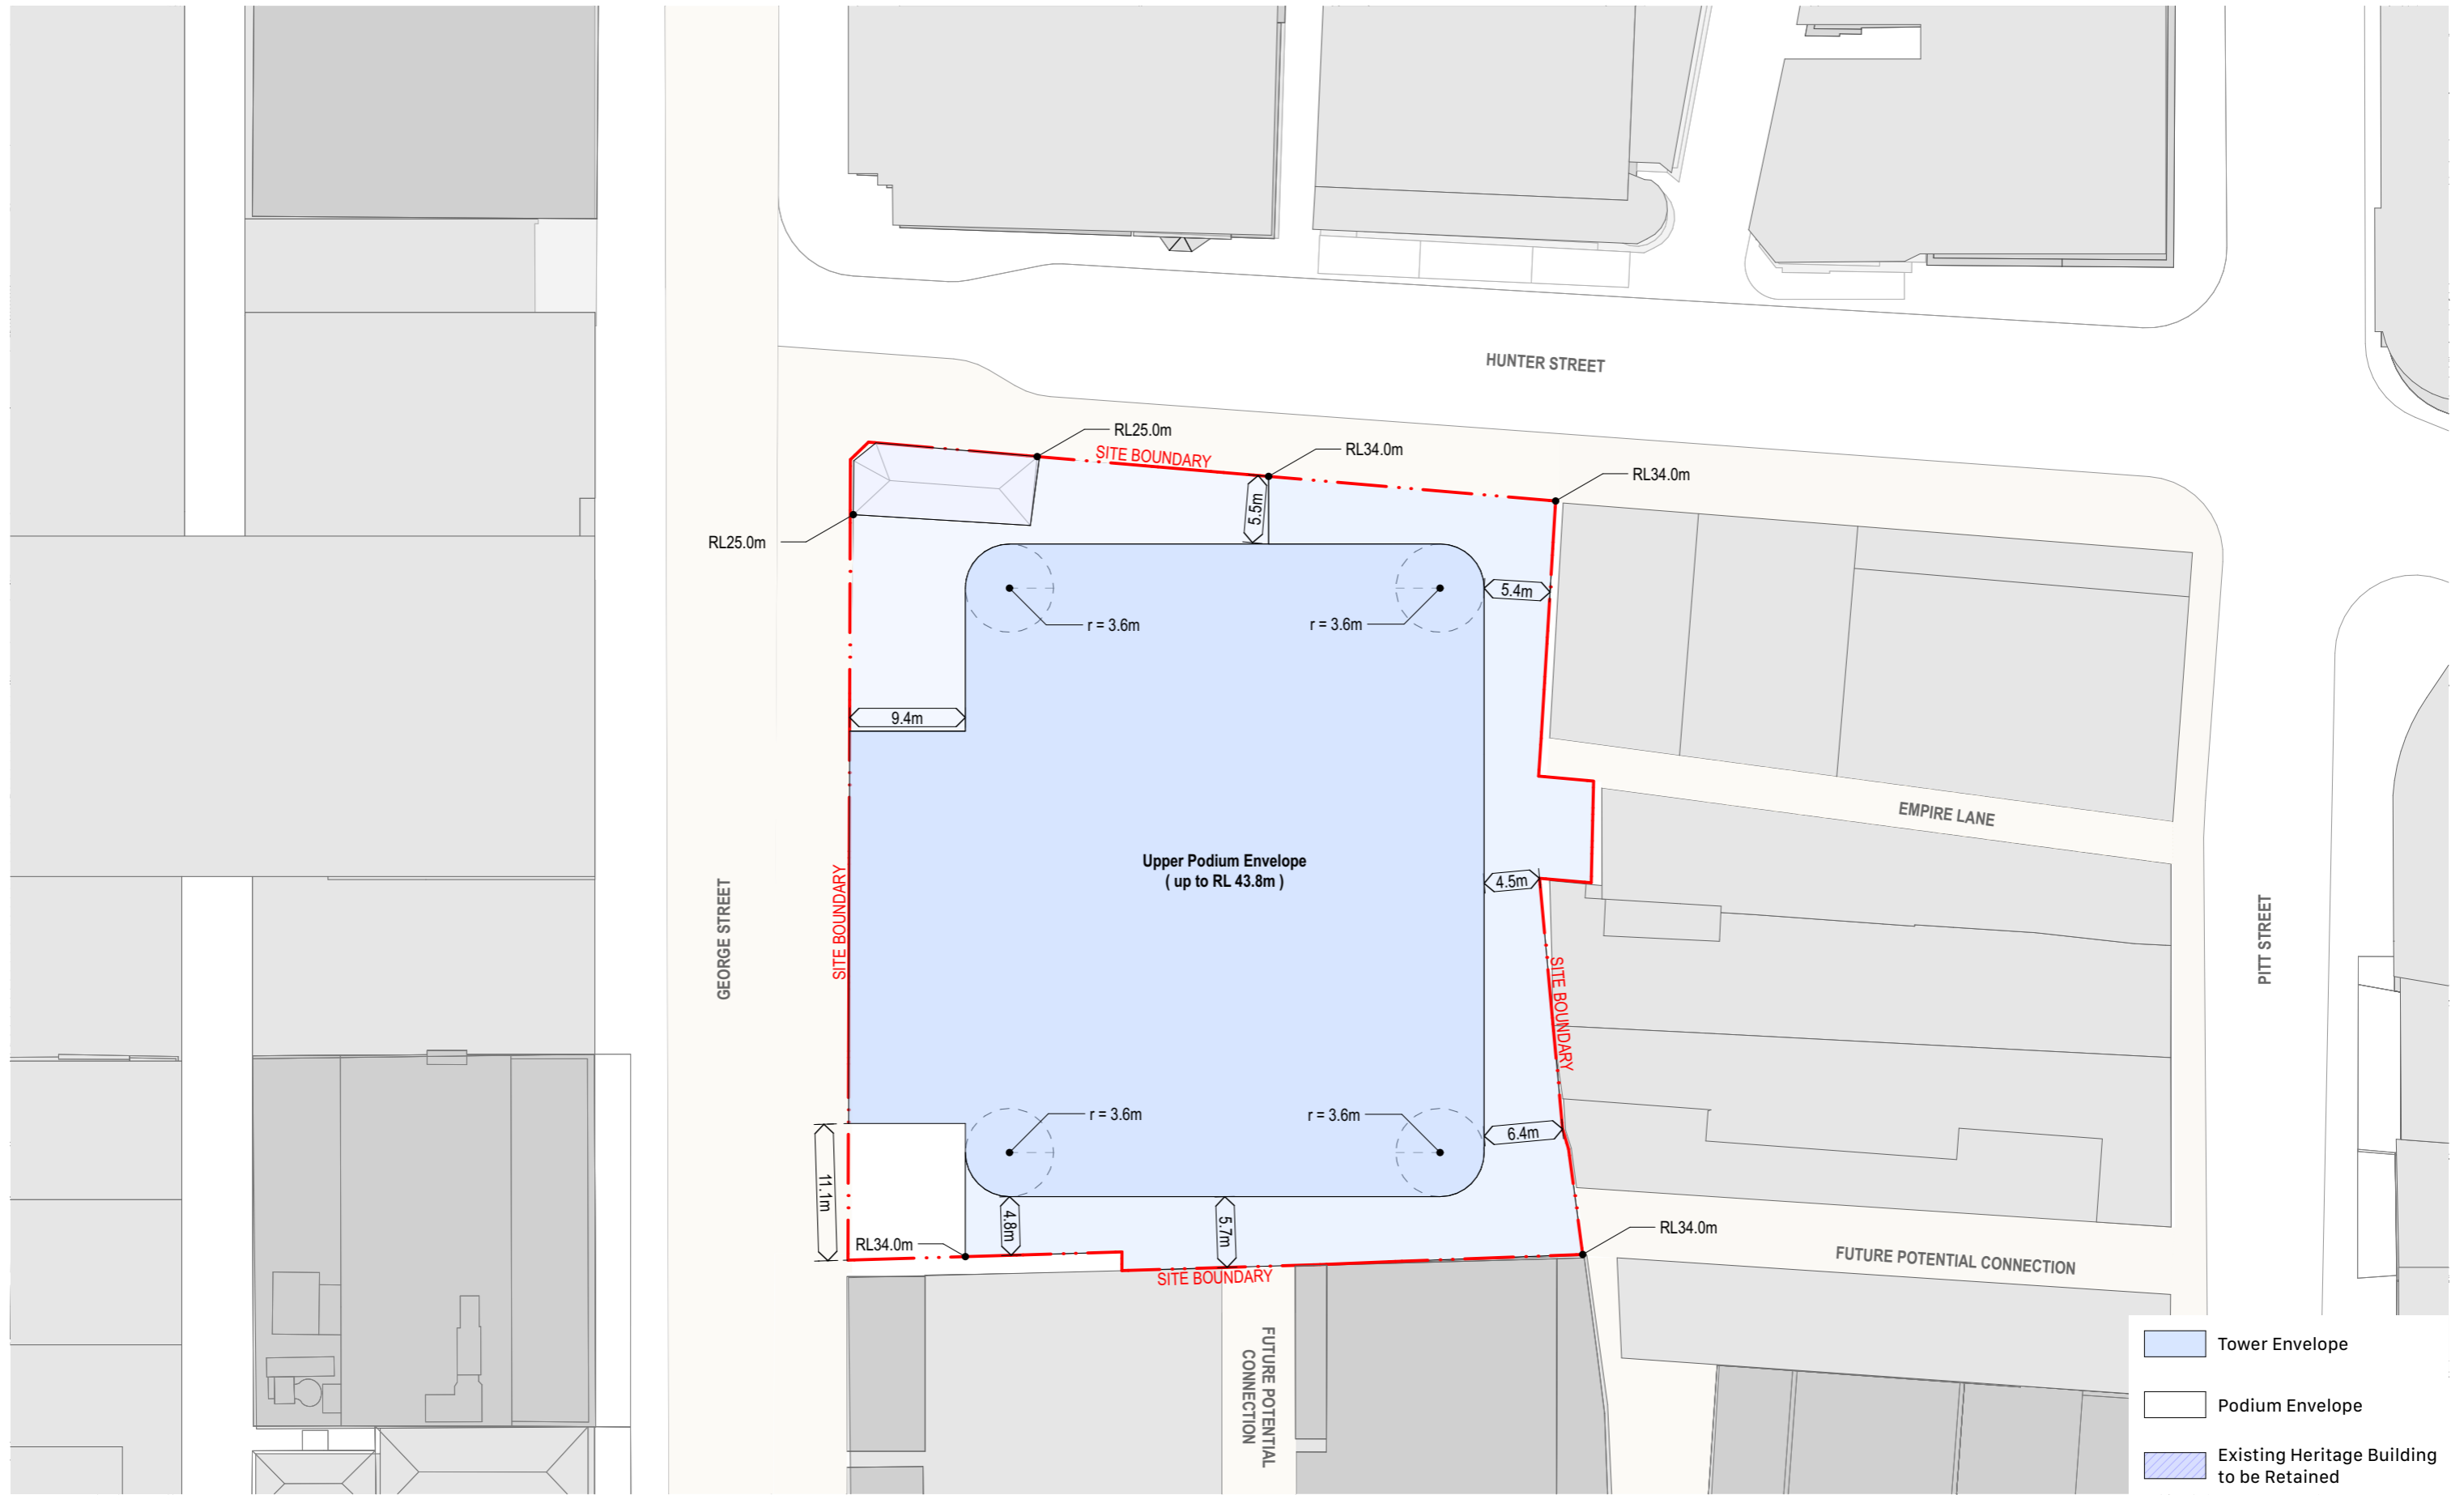 HUNTER STREET
RL25.0m
SITE BOUNDARY
RL34.0m
RL34.0m
5.5m
RL25.0m
5.4m
r = 3.6m
r = 3.6m
9.4m
EMPIRE LANE
Upper Podium Envelope
( up to RL 43.8m )
4.5m
SITE BOUNDARY
GEORGE STREET
PITT STREET
SITE BOUNDARY
r = 3.6m
r = 3.6m
6.4m
11.1m
4.8m
5.7m
RL34.0m
RL34.0m
FUTURE POTENTIAL CONNECTION
SITE BOUNDARY
FUTURE POTENTIAL
CONNECTION
Tower Envelope
Podium Envelope
Existing Heritage Building
to be Retained